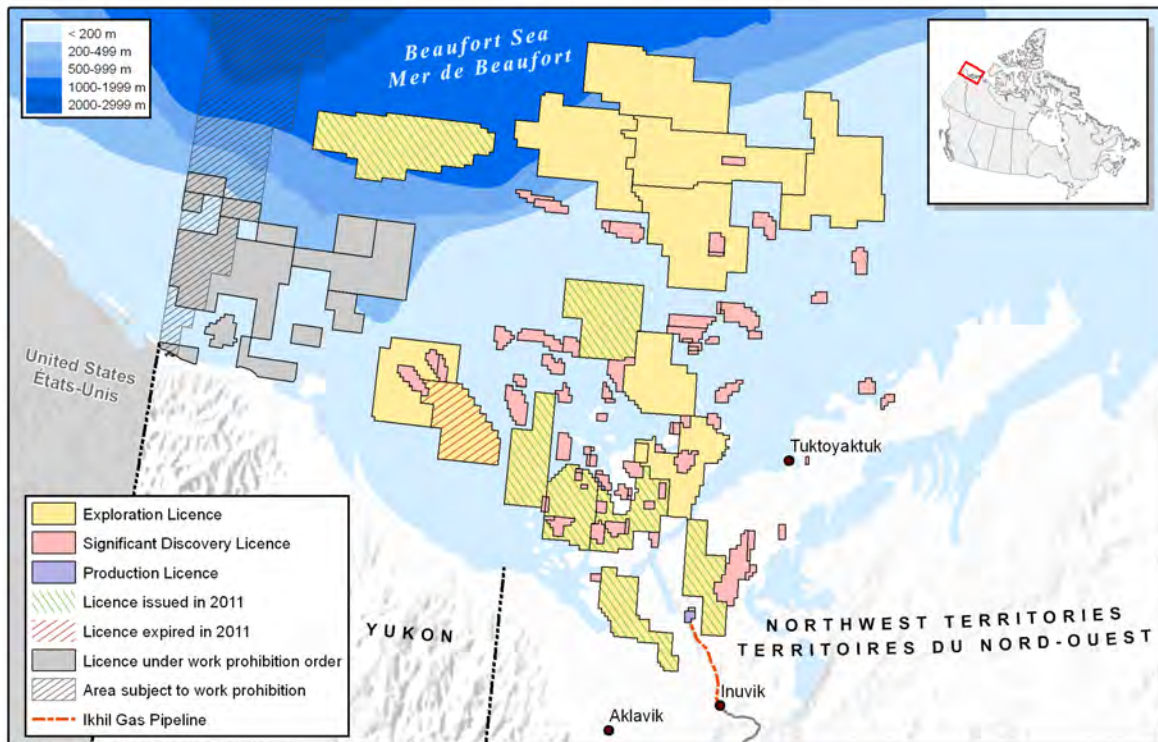 < 200 m
200-499 m
500-999 m
1000-1999 m
2000-2999 m
Beaufort Sea
Mer de Beaufort
United States
États-Unis
Tuktoyaktuk
Exploration Licence
Significant Discovery Licence
Production Licence
Licence issued in 2011
Licence expired in 2011
Licence under work prohibition order
Area subject to work prohibition
Ikhil Gas Pipeline
YUKON
NORTHWEST TERRITORIES
TERRITOIRES DU NORD-OUEST
Inuvik
Aklavik